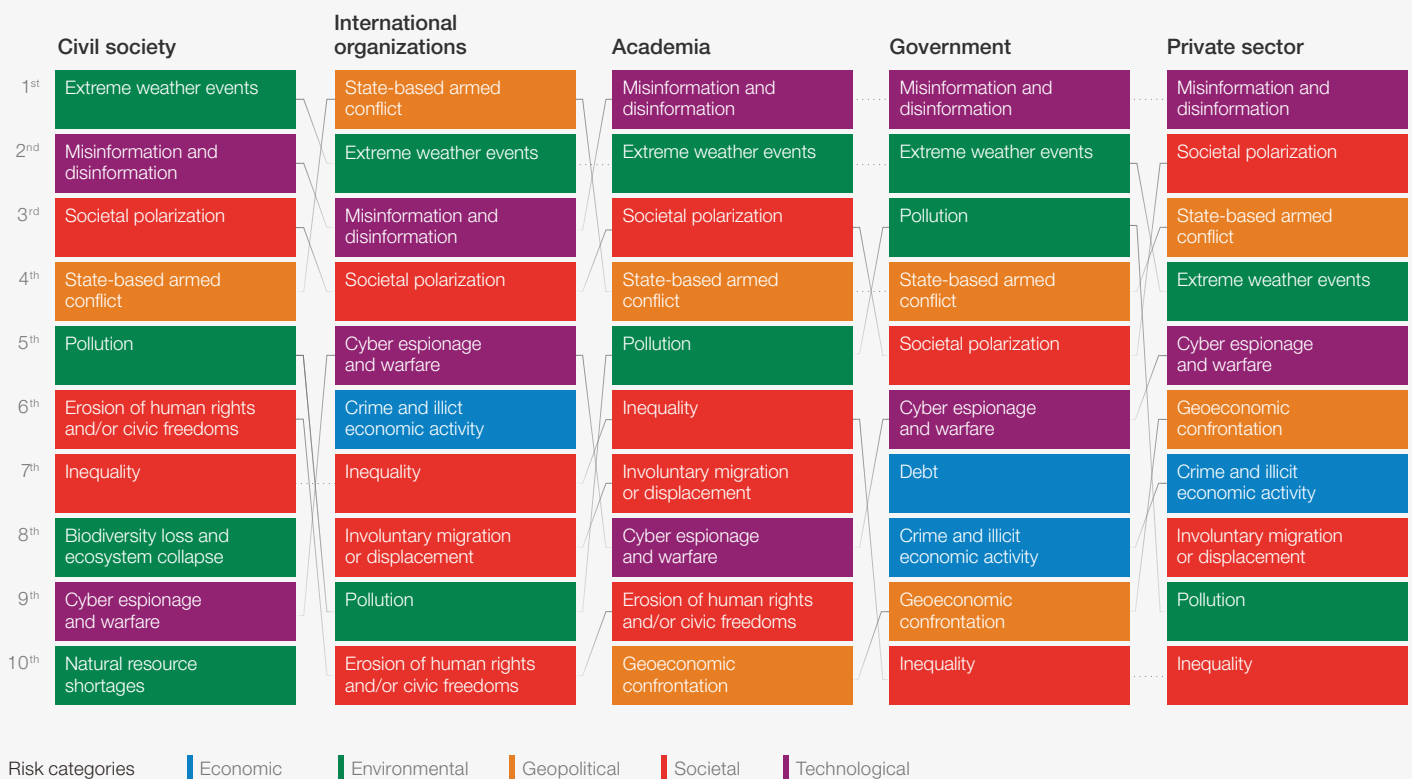 International
Civil society
organizations
Academia
Government
Private sector
1st
Extreme weather events
State-based armed
conflict
Misinformation and
disinformation
Misinformation and
disinformation
Misinformation and
disinformation
2nd
Misinformation and
disinformation
Extreme weather events
Extreme weather events
Extreme weather events
Societal polarization
3rd
Societal polarization
Misinformation and
disinformation
Societal polarization
Pollution
State-based armed
conflict
4th
State-based armed
conflict
Societal polarization
State-based armed
conflict
State-based armed
conflict
Extreme weather events
5th
Pollution
Cyber espionage
and warfare
Pollution
Societal polarization
Cyber espionage
and warfare
6th
Erosion of human rights
and/or civic freedoms
Crime and illict
economic activity
Inequality
Cyber espionage
and warfare
Geoeconomic
confrontation
7th
Inequality
Inequality
Involuntary migration
or displacement
Debt
Crime and illicit
economic activity
8th
Biodiversity loss and
ecosystem collapse
Involuntary migration
or displacement
Cyber espionage
and warfare
Crime and illicit
economic activity
Involuntary migration
or displacement
9th
Cyber espionage
and warfare
Pollution
Erosion of human rights
and/or civic freedoms
Geoeconomic
confrontation
Pollution
10th
Natural resource
shortages
Erosion of human rights
and/or civic freedoms
Geoeconomic
confrontation
Inequality
Inequality
Risk categories
Economic
Environmental
Geopolitical
Societal
Technological